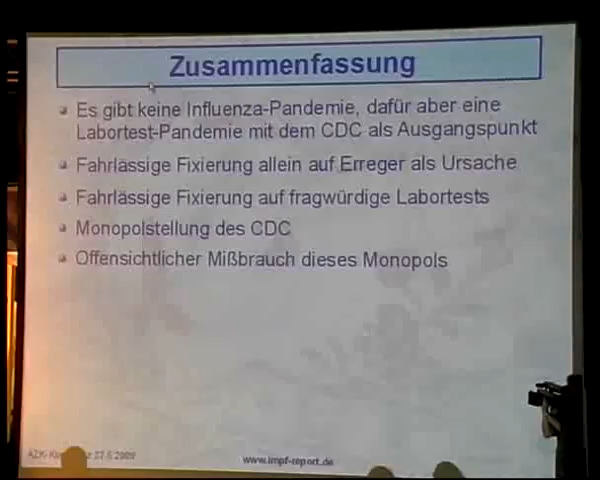 Zusammenfassung
Es gibt keine Influenza-Pandemie, dafür aber eine
Labortest-Pandemie mit dem CDC als Ausgangspunkt
Fahrlässige Fixierung allein auf Erreger als Ursache
Fahrlässige Fixierung auf fragwürdige Labortests
Monopolstellung des CDC
Offensichtlicher Mißbrauch dieses Monopols
www.impf-report.de